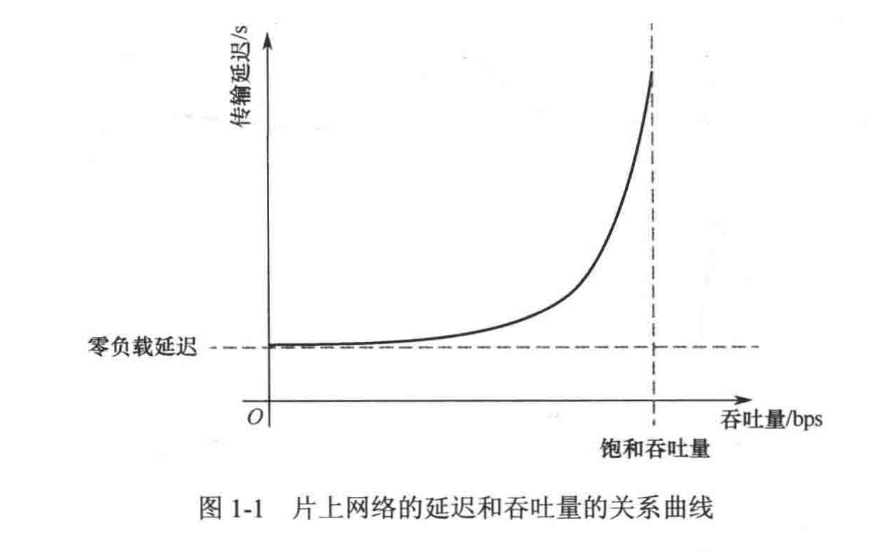 传输延迟/s
零负载延迟
O
吞吐量/bps
饱和吞吐量
图 1-1 片上网络的延迟和吞吐量的关系曲线